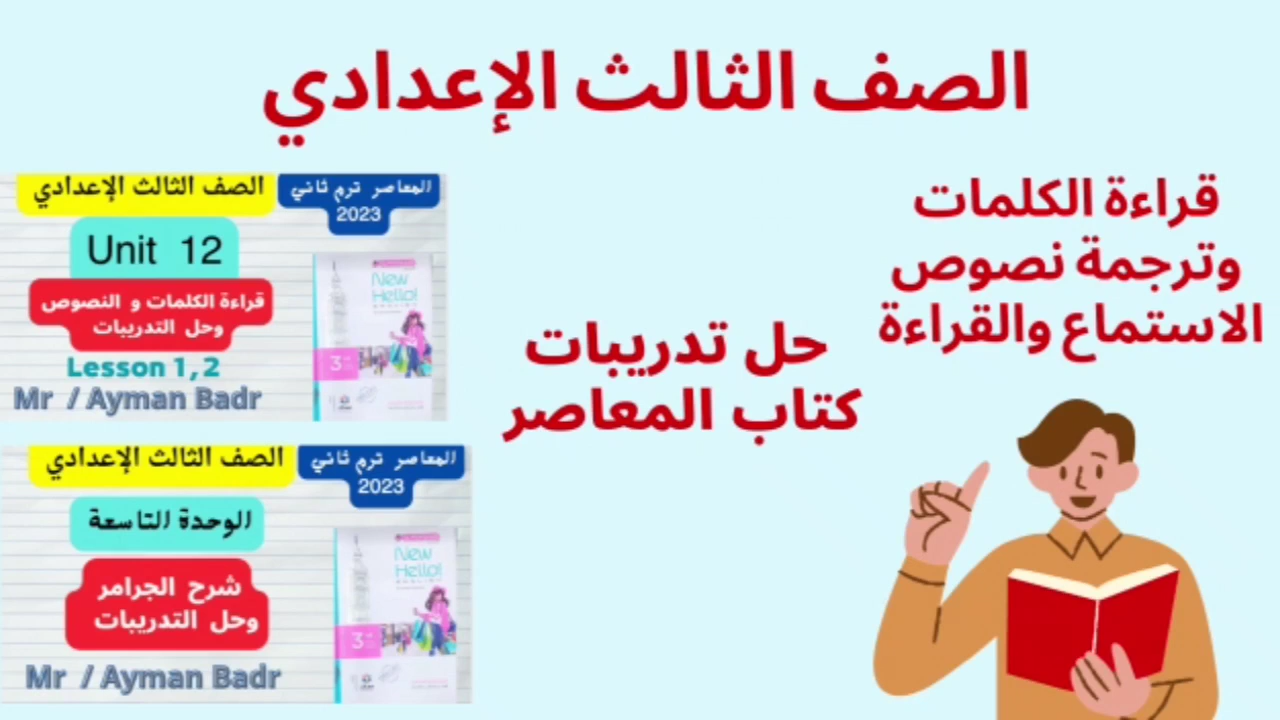 الصف الثالث الإعدادي
قراءة الكلمات
وترجمة نصوص
الاستماع والقراءة
حل تدريبات
كتاب المعاصر
المعاصر ترم ثاني
2023
الصف الثالث الإعدادي
Unit 12
قراءة الكلمات و النصوص
وحل التدريبات
Lesson 1,2
Mr / Ayman Badr
New
Hello!
3
المعاصر ترم ثاني
2023
الصف الثالث الإعدادي
الوحدة التاسعة
شرح الجرامر
وحل التدريبات
Mr / Ayman Badr
New
Hello!
3